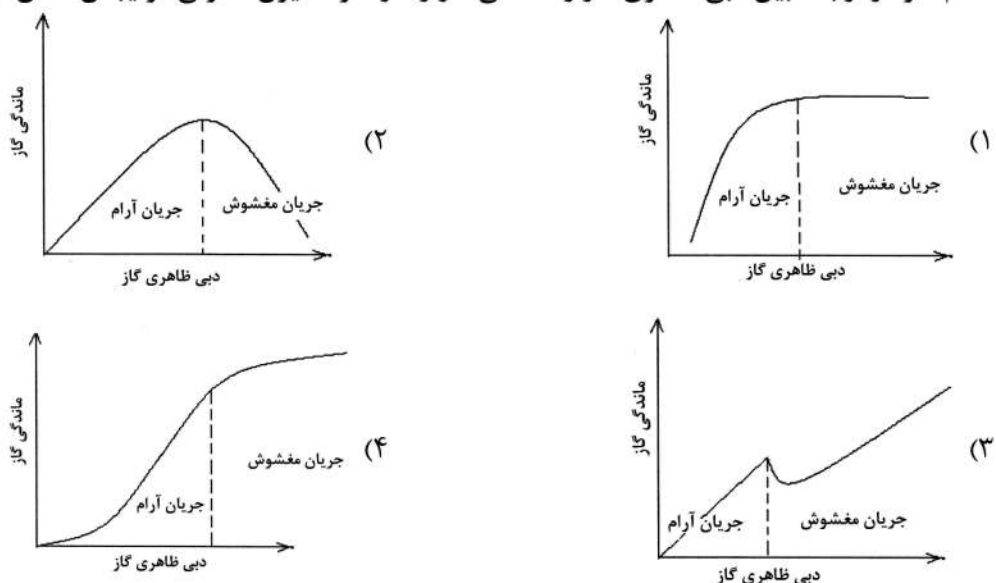 ماندگی گاز
جریان آرام
جریان مغشوش
دبی ظاهری گاز
(۱
ماندگی گاز
جریان آرام
جریان مغشوش
دبی ظاهری گاز
(۲
ماندگی گاز
جریان آرام
جریان مغشوش
دبی ظاهری گاز
(۳
ماندگی گاز
جریان آرام
جریان مغشوش
دبی ظاهری گاز
(۴